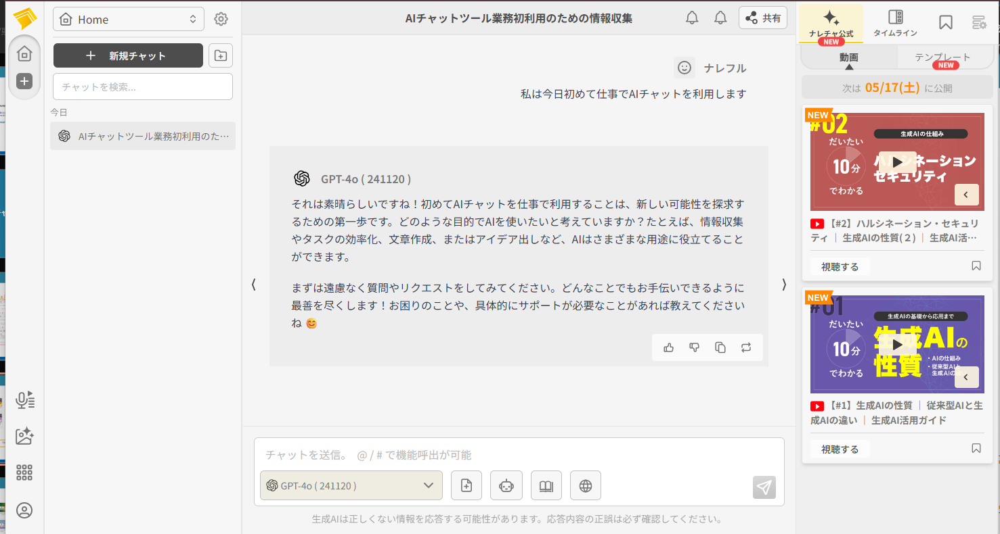 Home
新規チャット
チャットを検索...
今日
AIチャットツール業務初利用のた…
AIチャットツール業務初利用のための情報収集
共有
ナレフル
私は今日初めて仕事でAIチャットを利用します
GPT-4o ( 241120 )
それは素晴らしいですね！初めてAIチャットを仕事で利用することは、新しい可能性を探求す
るための第一歩です。どのような目的でAIを使いたいと考えていますか？たとえば、情報収集
やタスクの効率化、文章作成、またはアイデア出しなど、AIはさまざまな用途に役立てること
ができます。
まずは遠慮なく質問やリクエストをしてみてください。どんなことでもお手伝いできるように
最善を尽くします！お困りのことや、具体的にサポートが必要なことがあれば教えてください
ね 😊
チャットを送信。 @ / # で機能呼出が可能
GPT-4o ( 241120 )
生成AIは正しくない情報を応答する可能性があります。応答内容の正誤は必ず確認してください。
ナレチャ公式
NEW
タイムライン
動画
テンプレート
NEW
次は 05/17(土) に公開
NEW
#02
だいたい
10分
でわかる
生成AIの仕組み
ハルシネーション
セキュリティ
【#2】ハルシネーション・セキュリ
ティ ｜ 生成AIの性質(２) ｜ 生成AI活…
視聴する
NEW
#01
だいたい
10分
でわかる
生成AIの基礎から応用まで
生成AIの
性質
・AIの仕組み
・従来型AIと
生成AIの
【#1】生成AIの性質 ｜ 従来型AIと生
成AIの違い ｜ 生成AI活用ガイド
視聴する